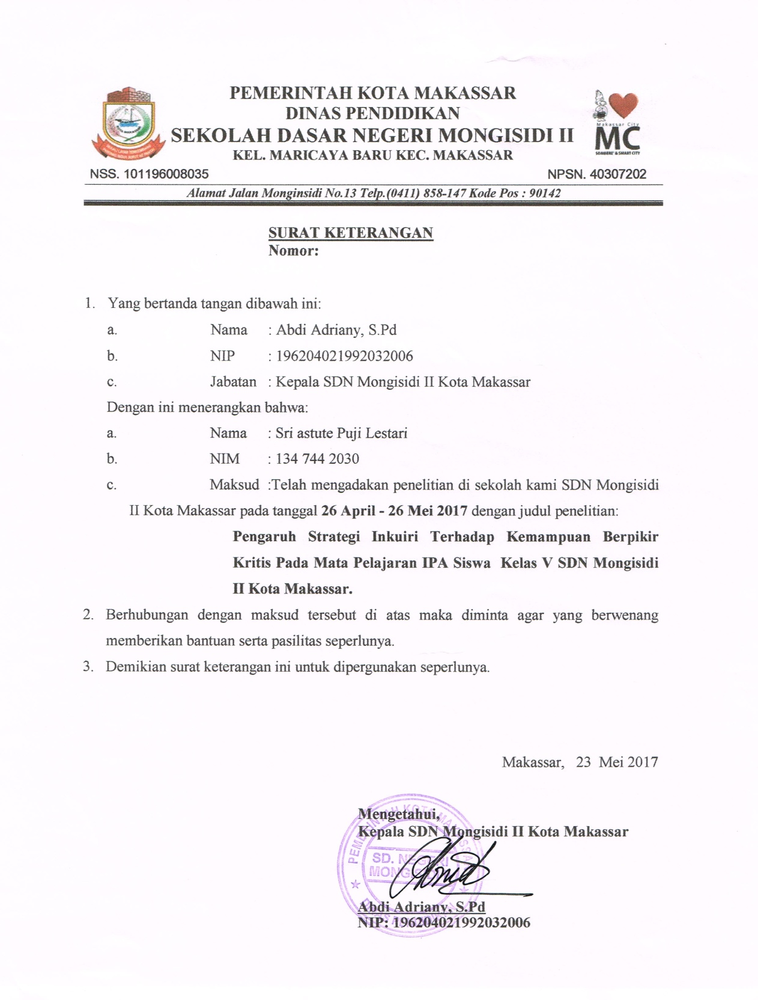 PEMERINTAH KOTA MAKASSAR
DINAS PENDIDIKAN
SEKOLAH DASAR NEGERI MONGISIDI II
KEL. MARICAYA BARU KEC. MAKASSAR
Makassar City
MC
SOMBERE' & SMART CITY
NSS. 101196008035 NPSN. 40307202
Alamat Jalan Monginsidi No.13 Telp.(0411) 858-147 Kode Pos : 90142
SURAT KETERANGAN
Nomor:
1. Yang bertanda tangan dibawah ini:
a. Nama : Abdi Adriany, S.Pd
b. NIP : 196204021992032006
c. Jabatan : Kepala SDN Mongisidi II Kota Makassar
Dengan ini menerangkan bahwa:
a. Nama : Sri astute Puji Lestari
b. NIM : 134 744 2030
c. Maksud :Telah mengadakan penelitian di sekolah kami SDN Mongisidi
II Kota Makassar pada tanggal 26 April - 26 Mei 2017 dengan judul penelitian:
Pengaruh Strategi Inkuiri Terhadap Kemampuan Berpikir
Kritis Pada Mata Pelajaran IPA Siswa Kelas V SDN Mongisidi
II Kota Makassar.
2. Berhubungan dengan maksud tersebut di atas maka diminta agar yang berwenang
memberikan bantuan serta pasilitas seperlunya.
3. Demikian surat keterangan ini untuk dipergunakan seperlunya.
Makassar, 23 Mei 2017
Mengetahui,
Kepala SDN Mongisidi II Kota Makassar
PEMERINTAH KOTA MAKASSAR
SD. NEGERI
Abdi Adriany, S.Pd
NIP: 196204021992032006